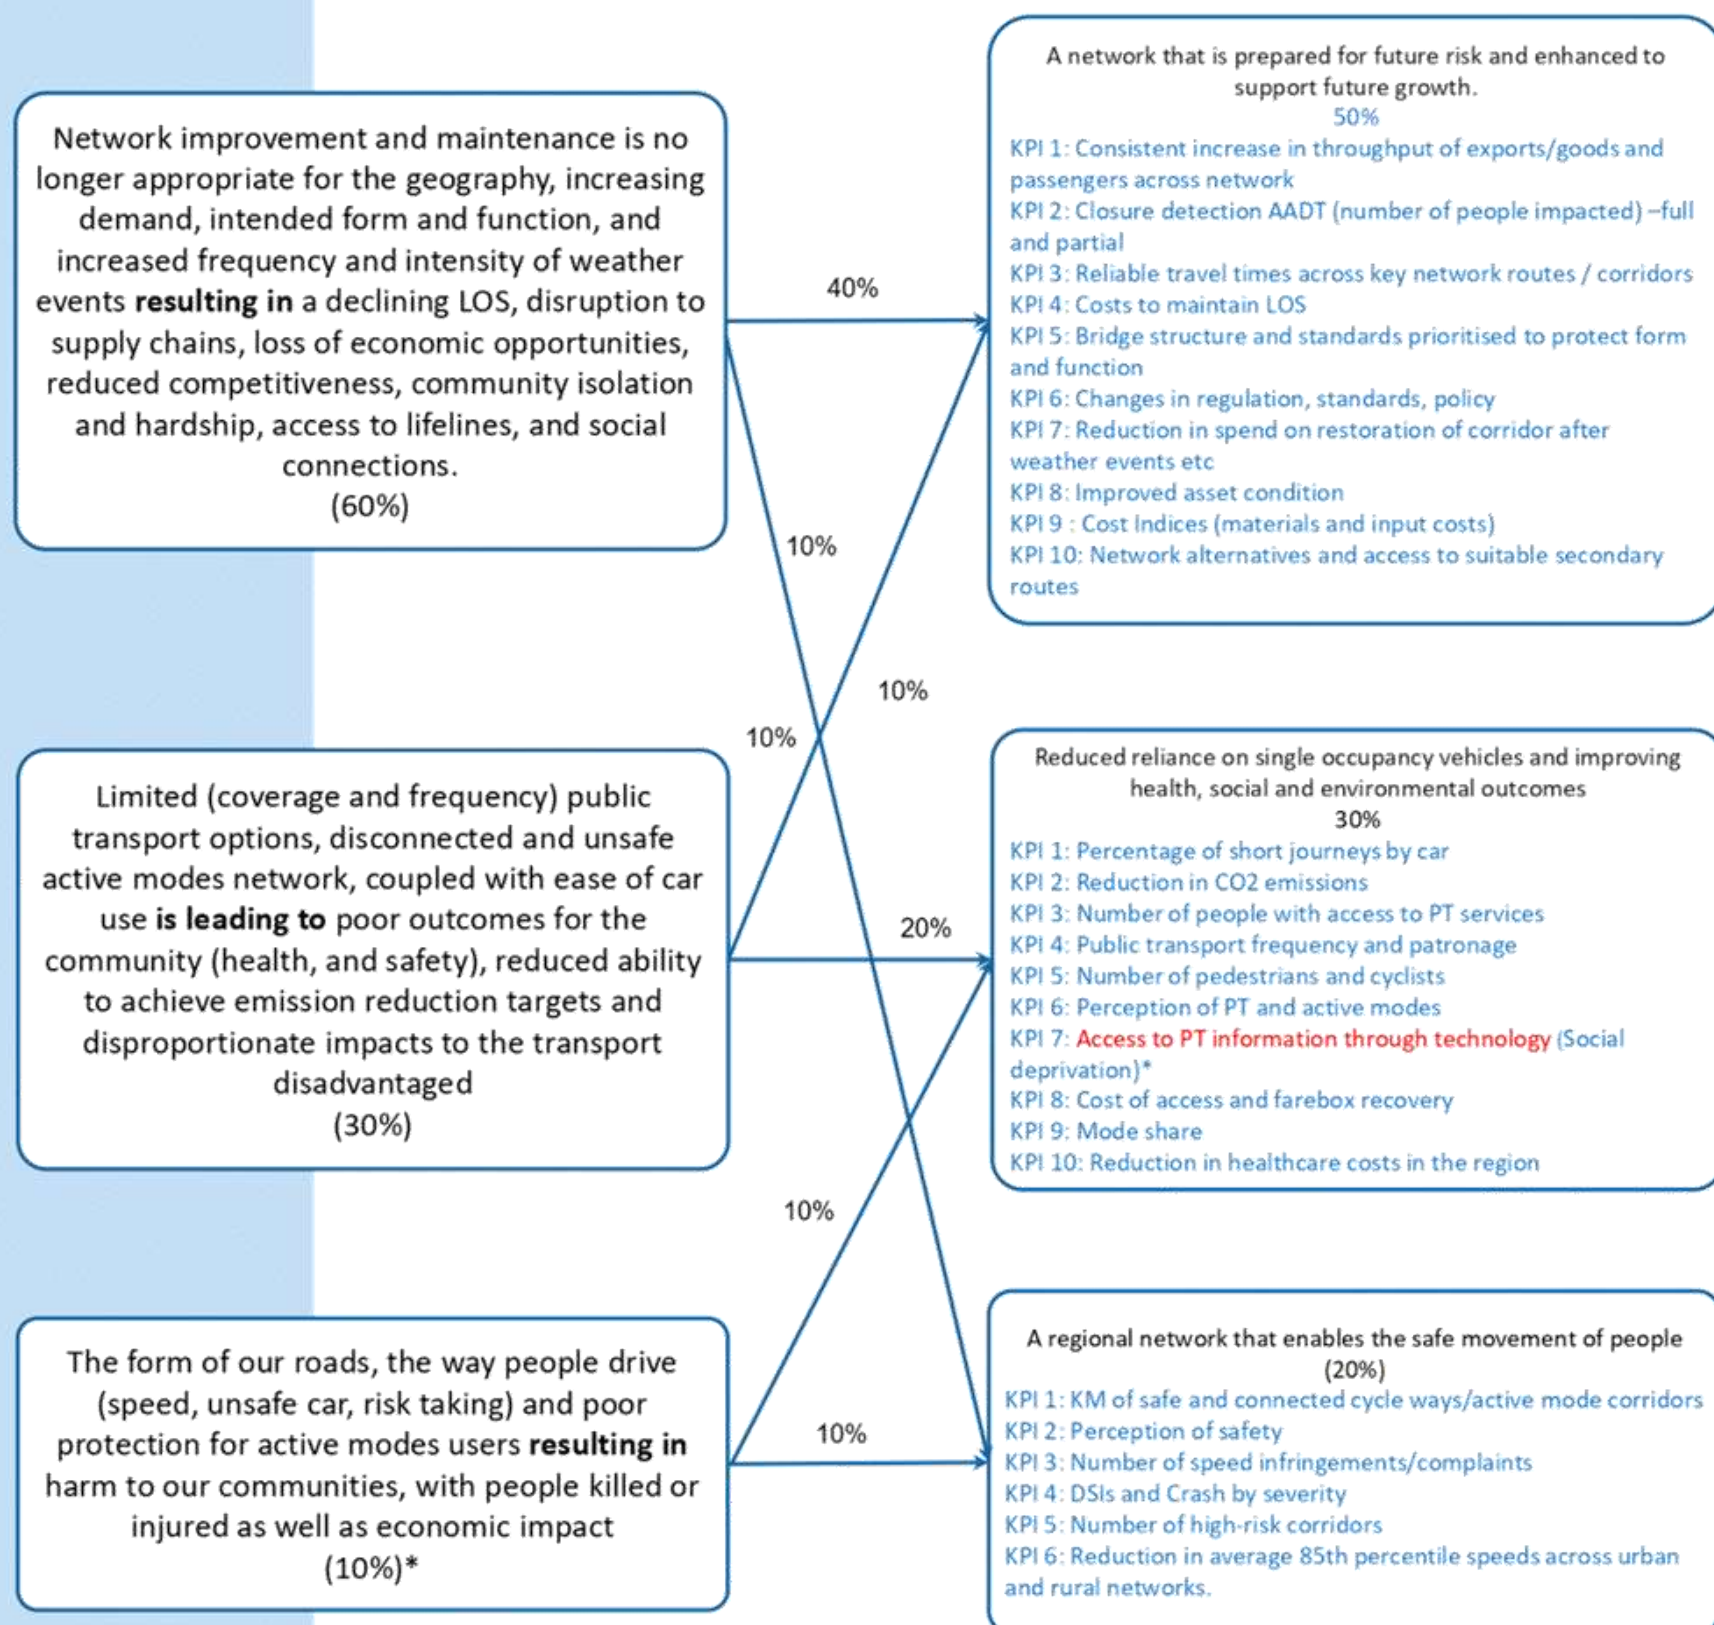 Network improvement and maintenance is no
longer appropriate for the geography, increasing
demand, intended form and function, and
increased frequency and intensity of weather
events resulting in a declining LOS, disruption to
supply chains, loss of economic opportunities,
reduced competitiveness, community isolation
and hardship, access to lifelines, and social
connections.
(60%)
Limited (coverage and frequency) public
transport options, disconnected and unsafe
active modes network, coupled with ease of car
use is leading to poor outcomes for the
community (health, and safety), reduced ability
to achieve emission reduction targets and
disproportionate impacts to the transport
disadvantaged
(30%)
The form of our roads, the way people drive
(speed, unsafe car, risk taking) and poor
protection for active modes users resulting in
harm to our communities, with people killed or
injured as well as economic impact
(10%)*
40%
10%
10%
10%
20%
10%
10%
A network that is prepared for future risk and enhanced to
support future growth.
50%
KPI 1: Consistent increase in throughput of exports/goods and
passengers across network
KPI 2: Closure detection AADT (number of people impacted) –full
and partial
KPI 3: Reliable travel times across key network routes / corridors
KPI 4: Costs to maintain LOS
KPI 5: Bridge structure and standards prioritised to protect form
and function
KPI 6: Changes in regulation, standards, policy
KPI 7: Reduction in spend on restoration of corridor after
weather events etc
KPI 8: Improved asset condition
KPI 9 : Cost Indices (materials and input costs)
KPI 10: Network alternatives and access to suitable secondary
routes
Reduced reliance on single occupancy vehicles and improving
health, social and environmental outcomes
30%
KPI 1: Percentage of short journeys by car
KPI 2: Reduction in CO2 emissions
KPI 3: Number of people with access to PT services
KPI 4: Public transport frequency and patronage
KPI 5: Number of pedestrians and cyclists
KPI 6: Perception of PT and active modes
KPI 7: Access to PT information through technology (Social
deprivation)*
KPI 8: Cost of access and farebox recovery
KPI 9: Mode share
KPI 10: Reduction in healthcare costs in the region
A regional network that enables the safe movement of people
(20%)
KPI 1: KM of safe and connected cycle ways/active mode corridors
KPI 2: Perception of safety
KPI 3: Number of speed infringements/complaints
KPI 4: DSIs and Crash by severity
KPI 5: Number of high-risk corridors
KPI 6: Reduction in average 85th percentile speeds across urban
and rural networks.